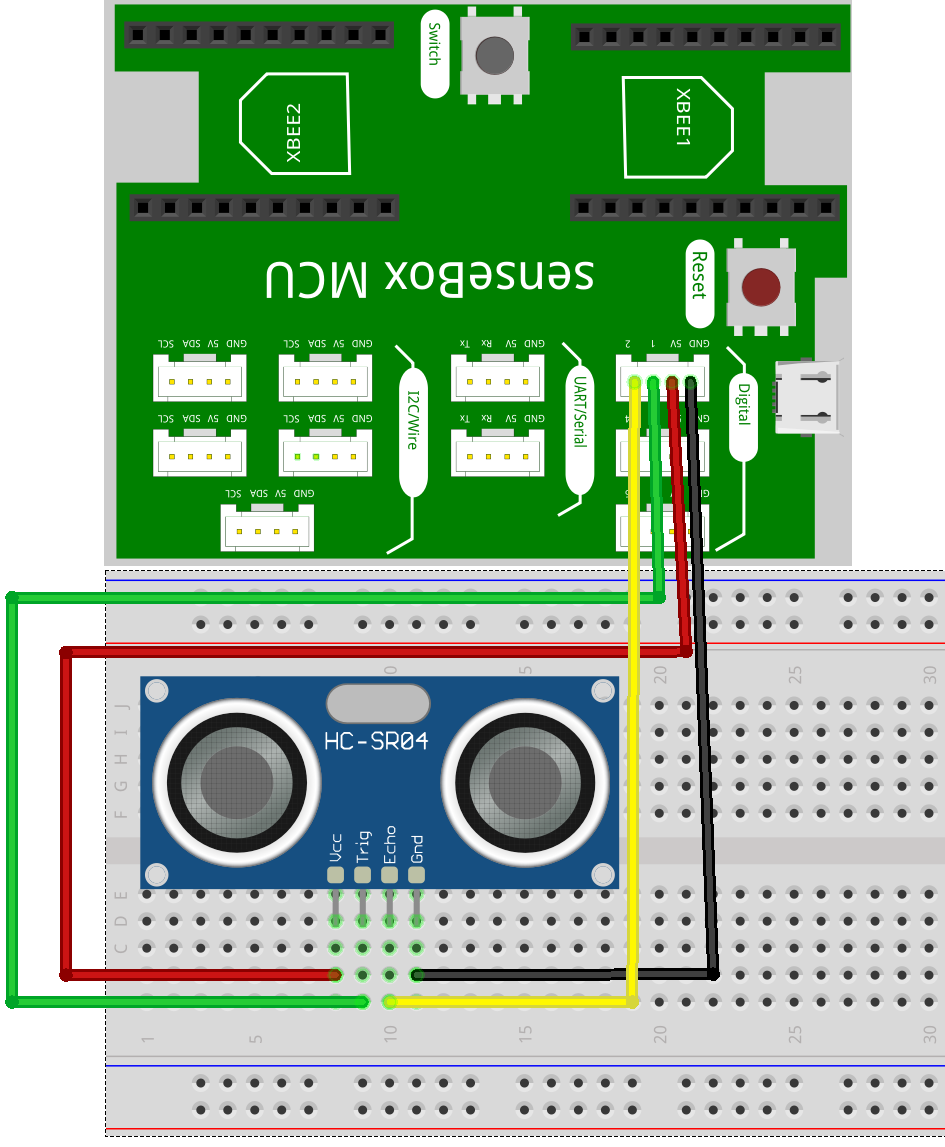 Switch
XBEE2
XBEE1
senseBox MCU
Reset
SCL SDA 5V GND
SCL SDA 5V GND
Tx Rx 5V GND
2 1 5V GND
I2C/Wire
UART/Serial
Digital
SCL SDA 5V GND
SCL SDA 5V GND
Tx Rx 5V GND
SCL SDA 5V GND
20 25 30
J
I
H
G
F
HC-SR04
Vcc Trig Echo Gnd
E
D
C
1 5 10 15 20 25 30